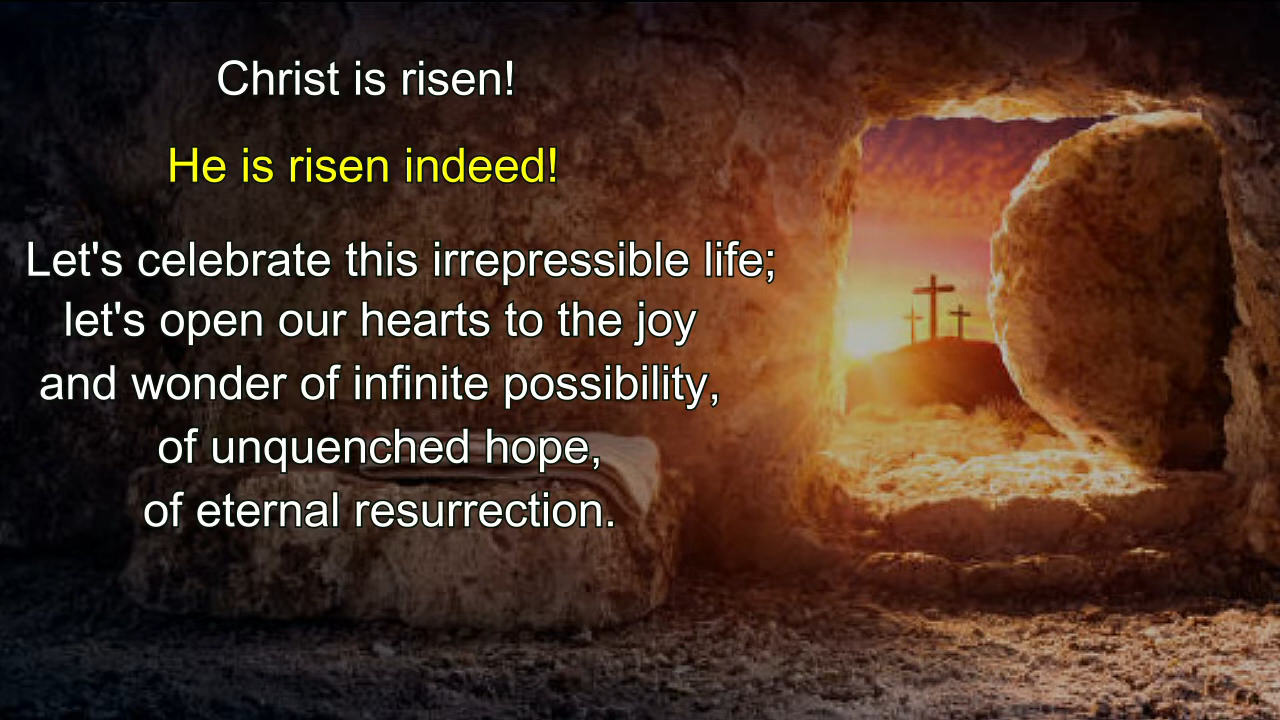 Christ is risen!
He is risen indeed!
Let's celebrate this irrepressible life;
let's open our hearts to the joy
and wonder of infinite possibility,
of unquenched hope,
of eternal resurrection.